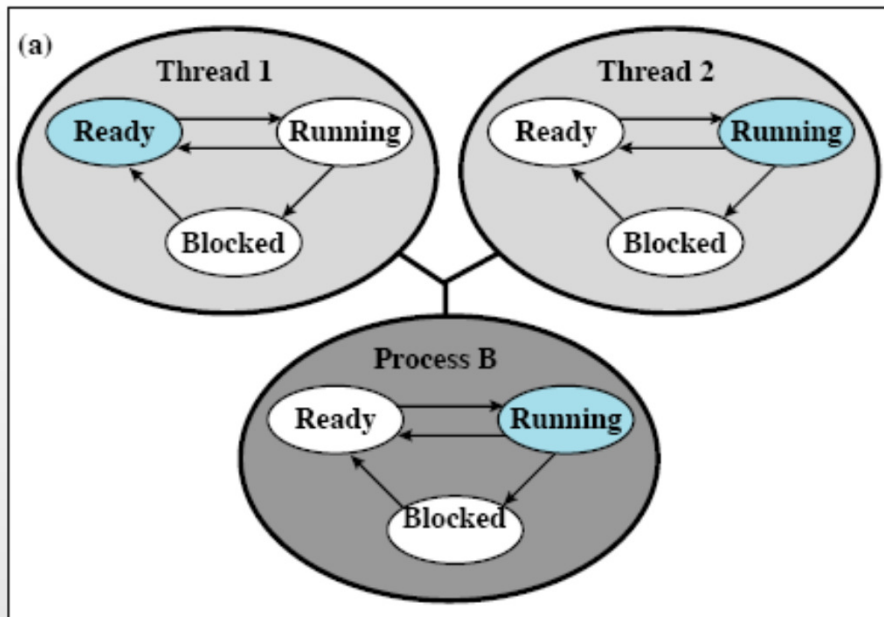 (a)
Thread 1
Ready
Running
Blocked
Thread 2
Ready
Running
Blocked
Process B
Ready
Running
Blocked